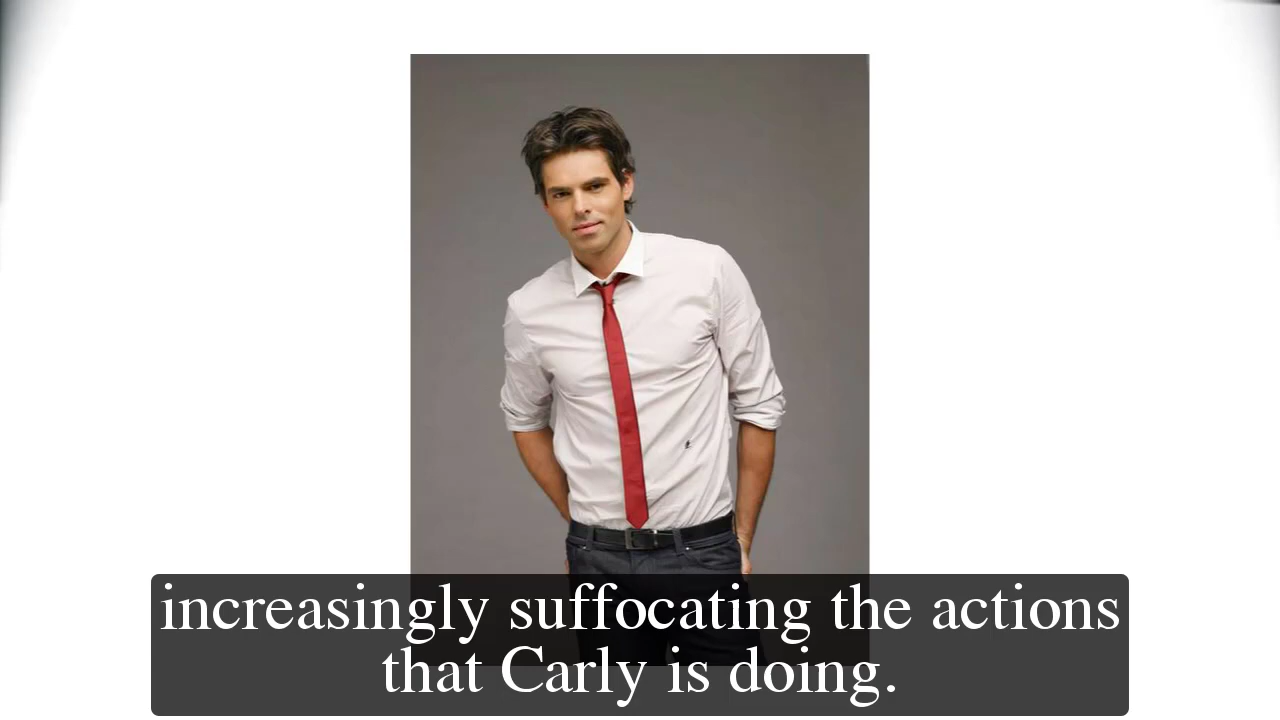 increasingly suffocating the actions
that Carly is doing.